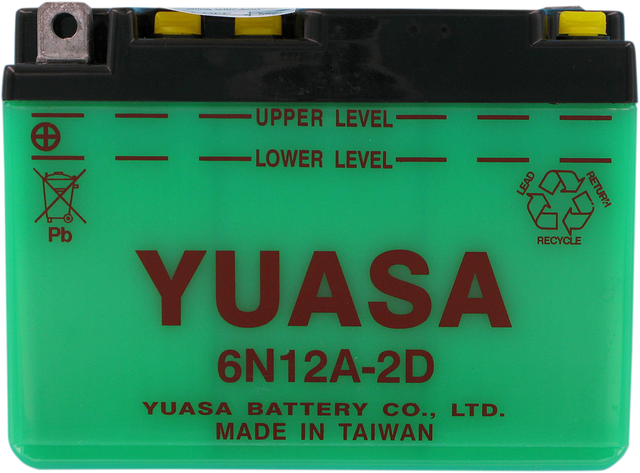 UPPER LEVEL
LOWER LEVEL
Pb
LEAD
RETURN
RECYCLE
YUASA
6N12A-2D
YUASA BATTERY CO., LTD.
MADE IN TAIWAN